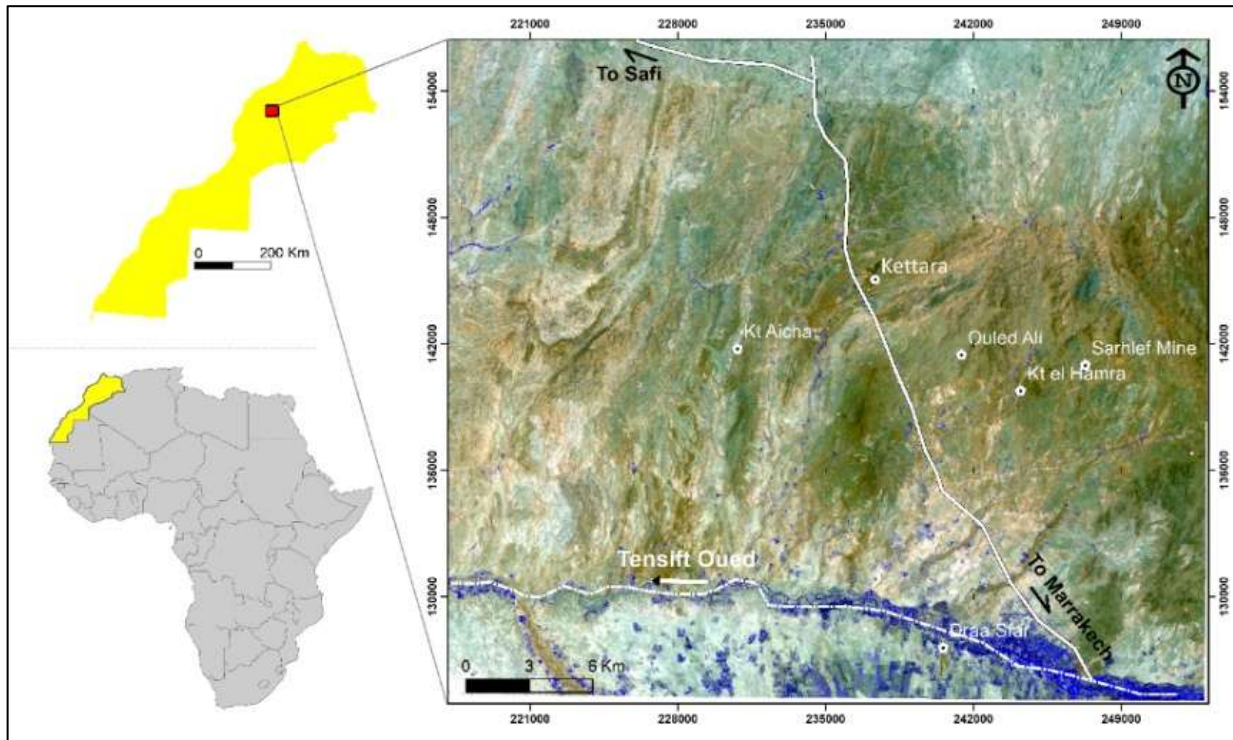 221000 228000 235000 242000 249000
To Safi
N
154000 154000
148000 148000
0 200 Km
Kettara
Kt Aicha
Ouled Ali
Sarhlef Mine
Kt el Hamra
142000 142000
136000 136000
Tensift Oued
To Marrakech
130000 130000
Draa Sfar
0 3 6 Km
221000 228000 235000 242000 249000